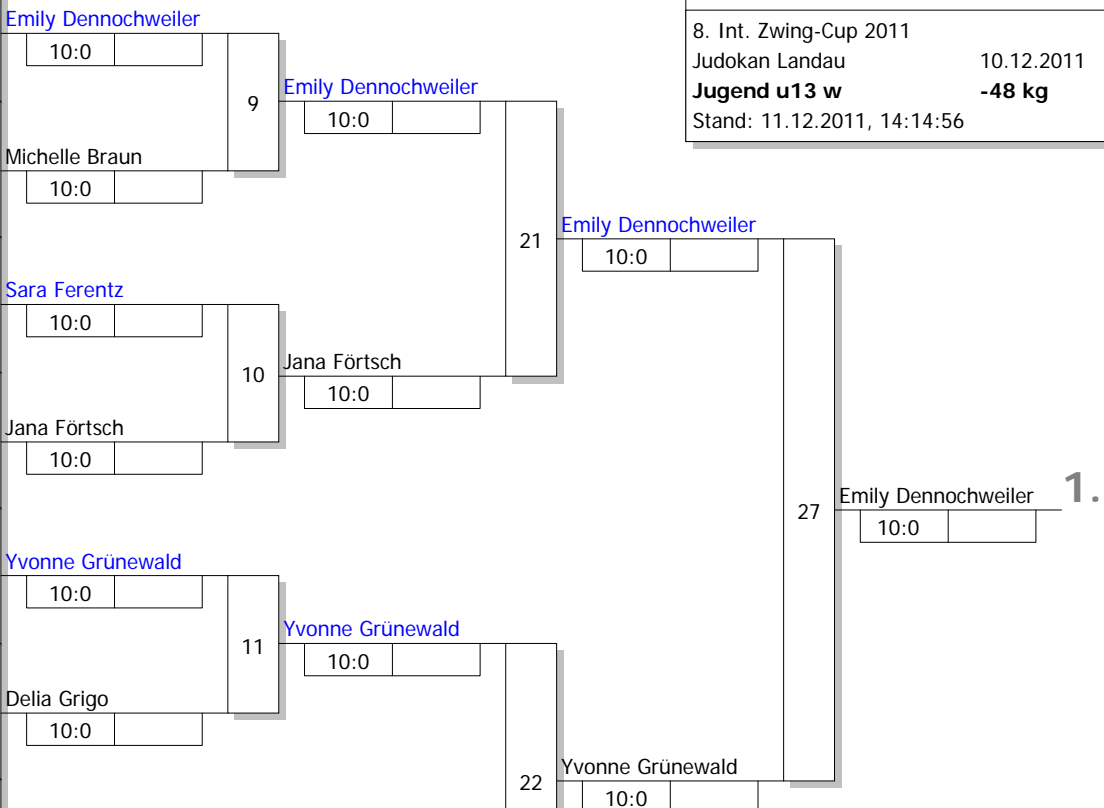 8. Int. Zwing-Cup 2011
Judokan Landau 10.12.2011
Jugend u13 w -48 kg
Stand: 11.12.2011, 14:14:56
Emily Dennochweiler
10:0
9
Emily Dennochweiler
10:0
Michelle Braun
10:0
21
Emily Dennochweiler
10:0
Sara Ferentz
10:0
10
Jana Förtsch
10:0
Jana Förtsch
10:0
27
Emily Dennochweiler 1.
10:0
Yvonne Grünewald
10:0
11
Yvonne Grünewald
10:0
Delia Grigo
10:0
22
Yvonne Grünewald
10:0